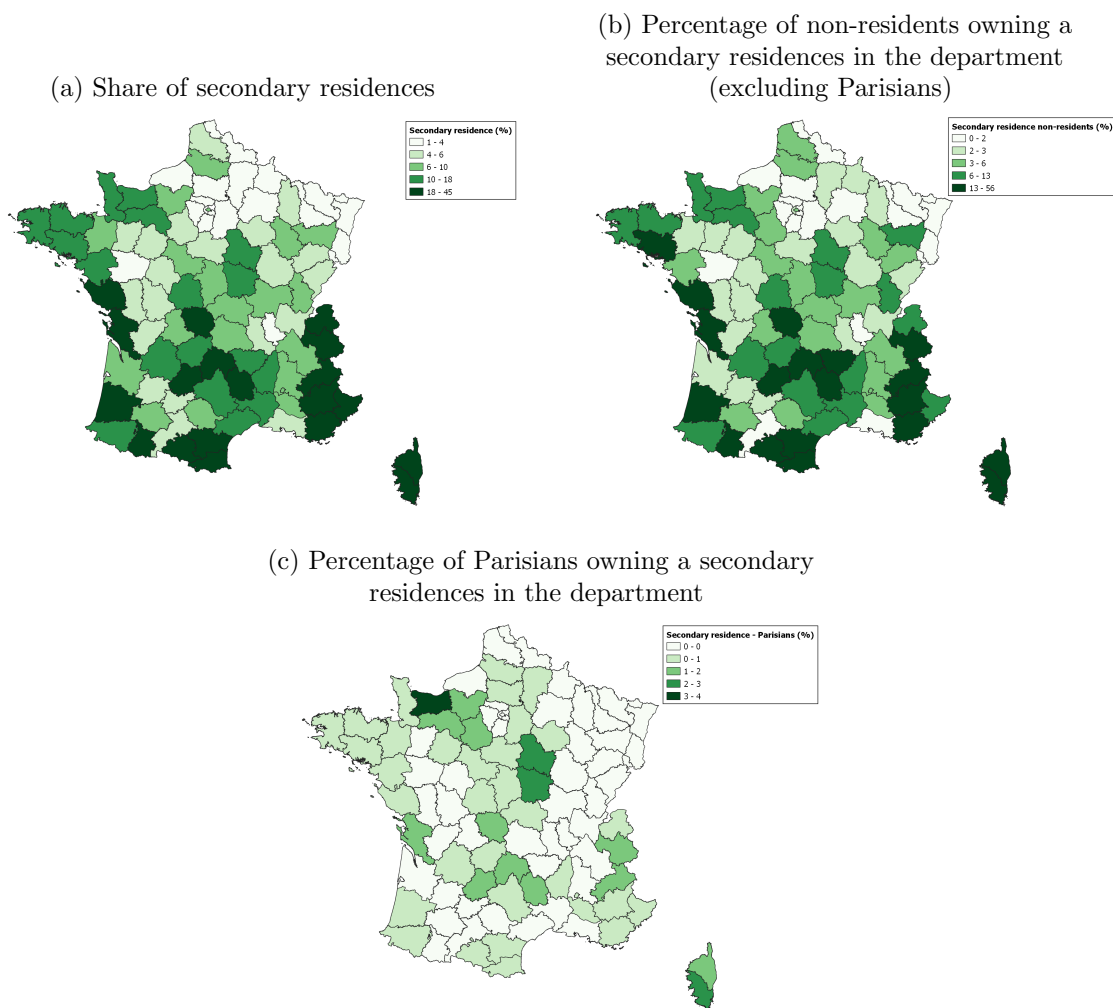 (a) Share of secondary residences
Secondary residence (%)
1 - 4
4 - 6
6 - 10
10 - 18
18 - 45
(b) Percentage of non-residents owning a
secondary residences in the department
(excluding Parisians)
Secondary residence non-residents (%)
0 - 2
2 - 3
3 - 6
6 - 13
13 - 56
(c) Percentage of Parisians owning a secondary
residences in the department
Secondary residence - Parisians (%)
0 - 0
0 - 1
1 - 2
2 - 3
3 - 4